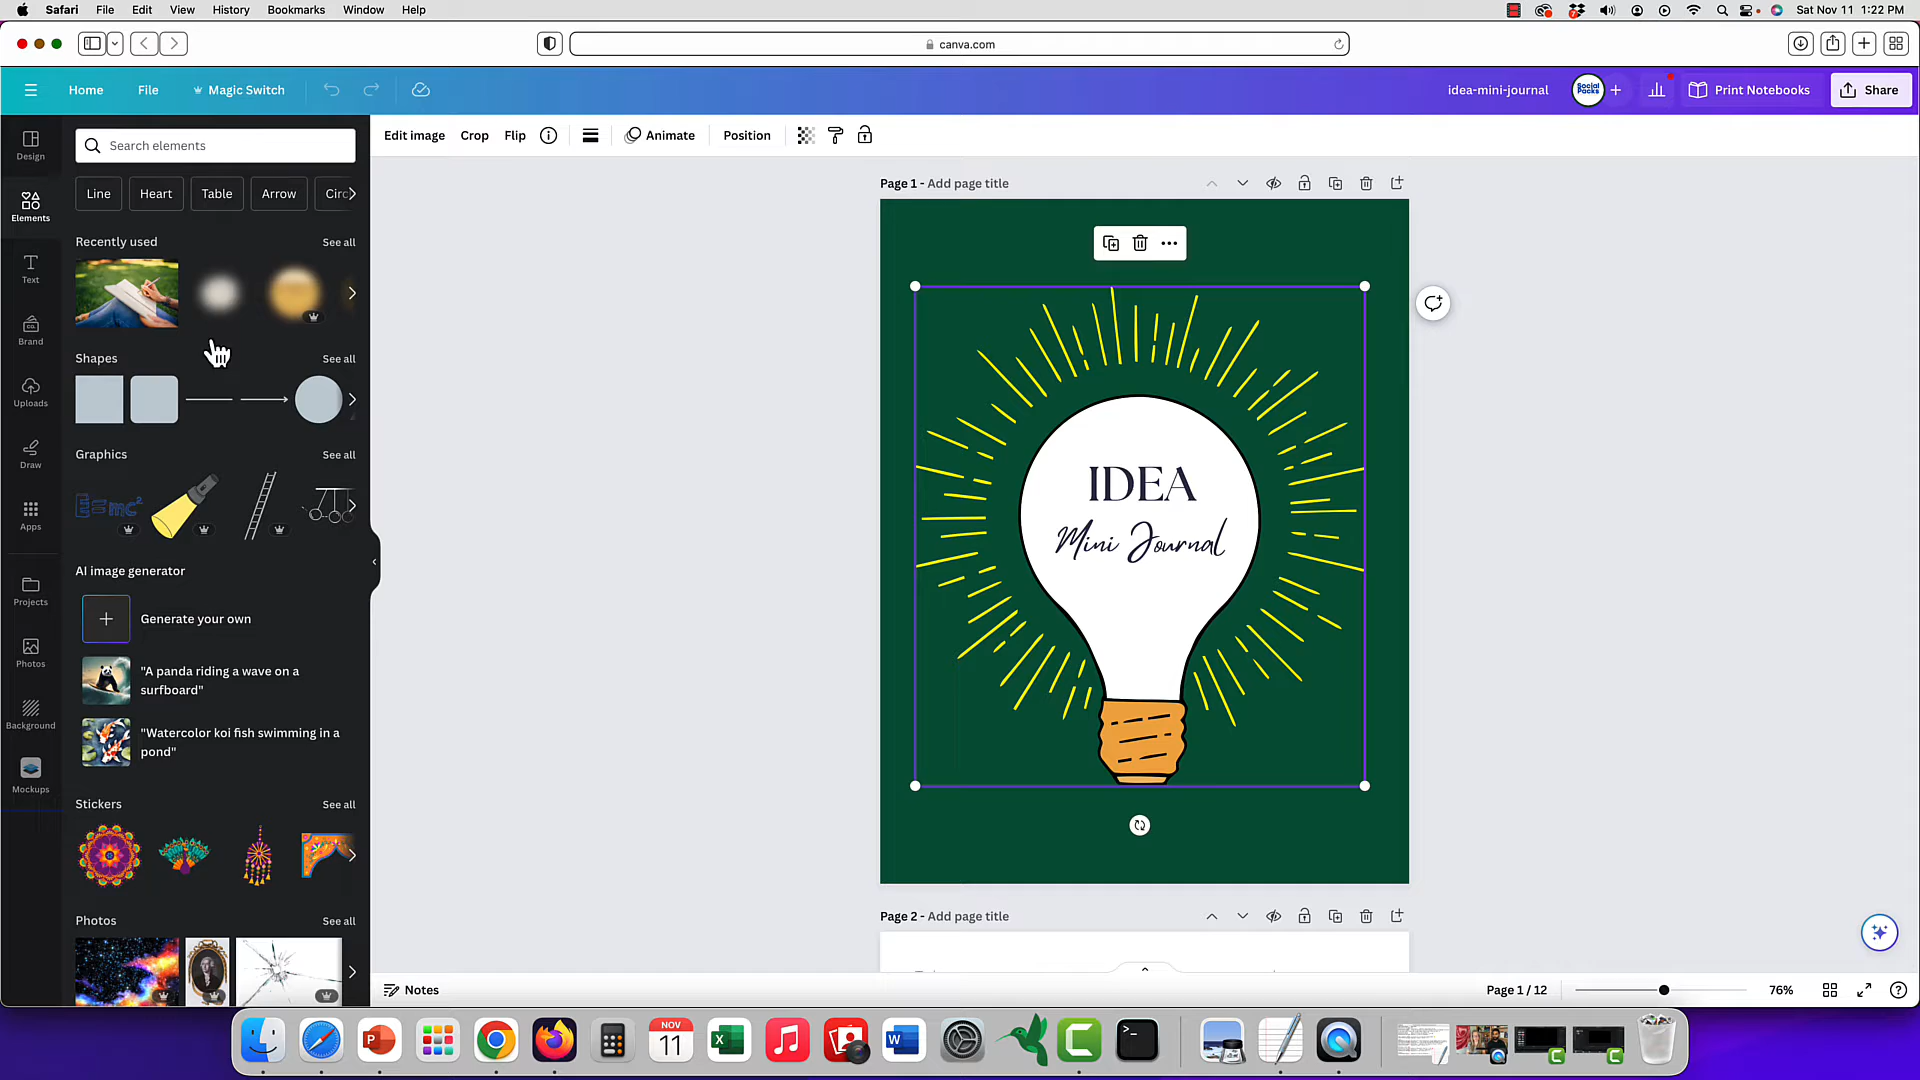 Safari File Edit View History Bookmarks Window Help Sat Nov 11 1:22 PM
canva.com
Home File Magic Switch idea-mini-journal Social Packs Print Notebooks Share
Edit image Crop Flip Animate Position
Design
Elements
Text
Brand
Uploads
Draw
Apps
Projects
Photos
Background
Mockups
Search elements
Line Heart Table Arrow Circ
Recently used See all
Shapes See all
Graphics See all
E=mc²
AI image generator
Generate your own
"A panda riding a wave on a
surfboard"
"Watercolor koi fish swimming in a
pond"
Stickers See all
Photos See all
Page 1 - Add page title
IDEA
Mini Journal
Page 2 - Add page title
Notes Page 1 / 12 76%
NOV
11